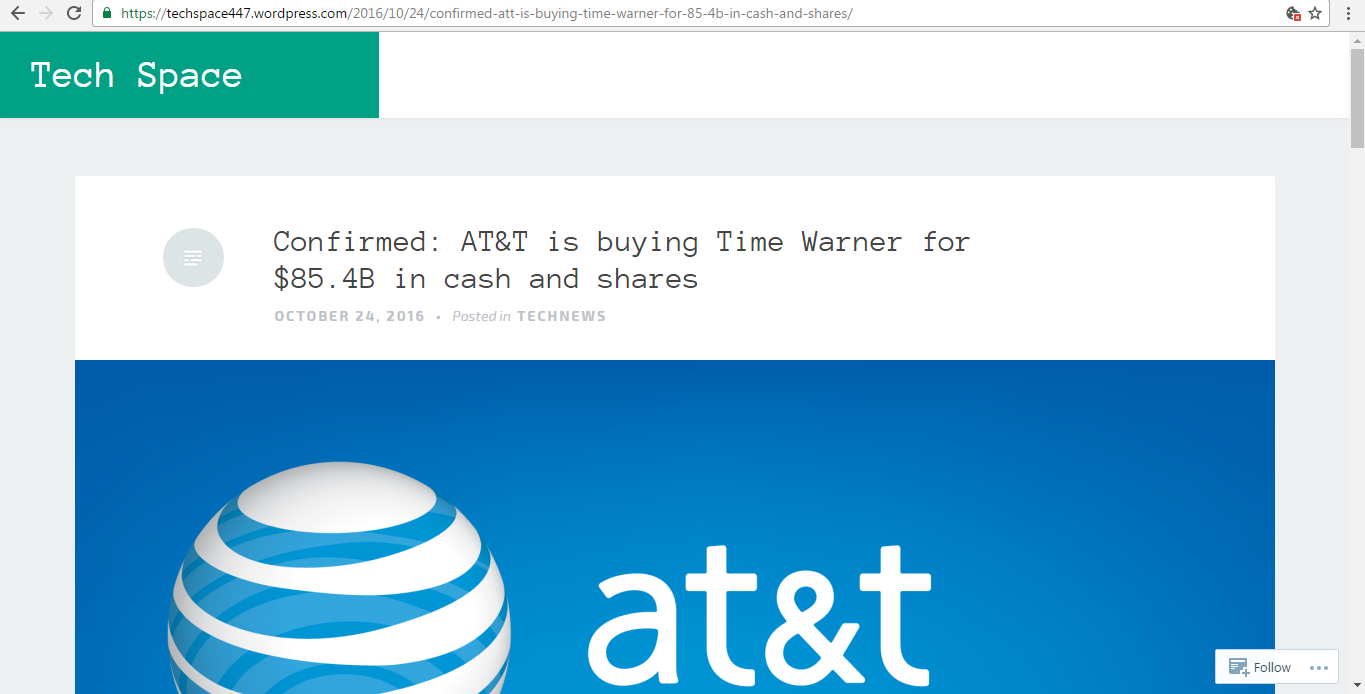 https://techspace447.wordpress.com/2016/10/24/confirmed-att-is-buying-time-warner-for-85-4b-in-cash-and-shares/
Tech Space
Confirmed: AT&T is buying Time Warner for
$85.4B in cash and shares
OCTOBER 24, 2016 • Posted in TECHNEWS
at&t
Follow